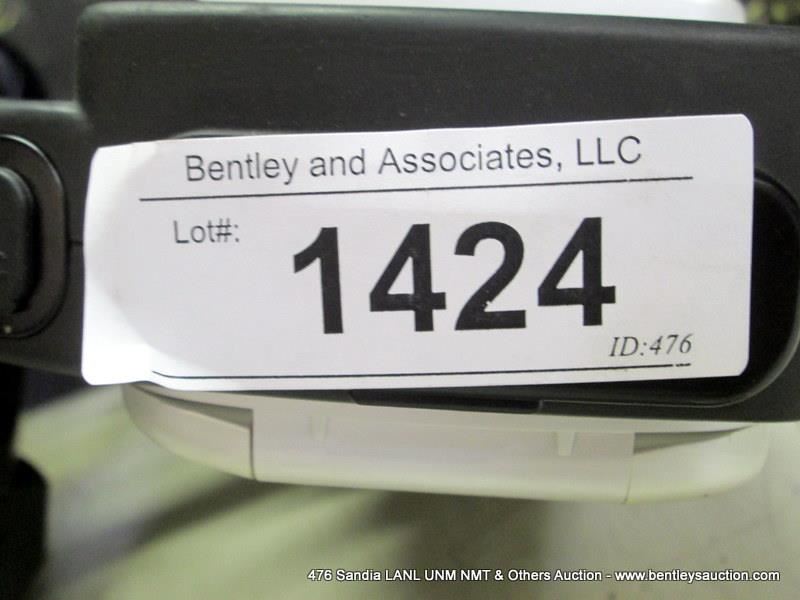 Bentley and Associates, LLC
Lot#:
1424
ID:476
476 Sandia LANL UNM NMT & Others Auction - www.bentleysauction.com